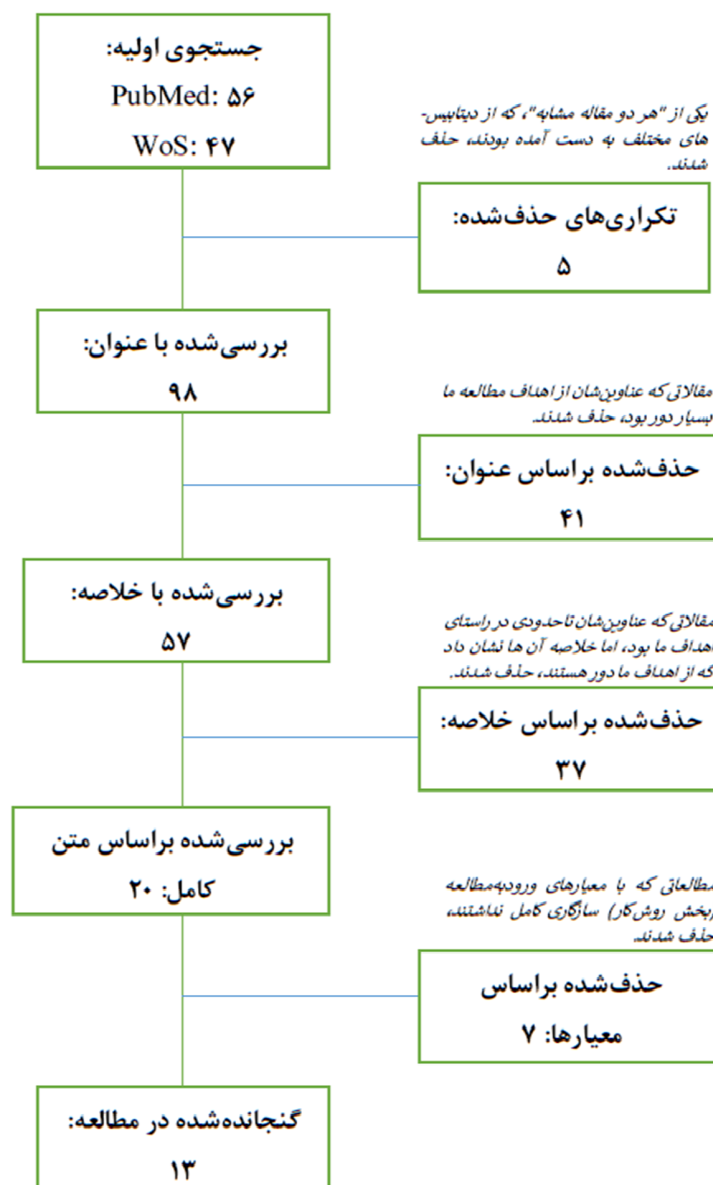 جستجوی اولیه:
PubMed: ۵۶
WoS: ۴۷
یکی از "هر دو مقاله مشابه"، که از دیتابیس-
های مختلف به دست آمده بودند، حذف
شدند.
تکراری‌های حذف‌شده:
۵
بررسی‌شده با عنوان:
۹۸
مقالاتی که عناوین‌شان از اهداف مطالعه ما
بسیار دور بود، حذف شدند.
حذف‌شده براساس عنوان:
۴۱
بررسی‌شده با خلاصه:
۵۷
مقالاتی که عناوین‌شان تاحدودی در راستای
اهداف ما بود، اما خلاصه آن ها نشان داد
که از اهداف ما دور هستند، حذف شدند.
حذف‌شده براساس خلاصه:
۳۷
بررسی‌شده براساس متن
کامل: ۲۰
مطالعاتی که با معیارهای ورودبه‌مطالعه
(بخش روش‌کار) سازگاری کامل نداشتند،
حذف شدند.
حذف‌شده براساس
معیارها: ۷
گنجانده‌شده در مطالعه:
۱۳